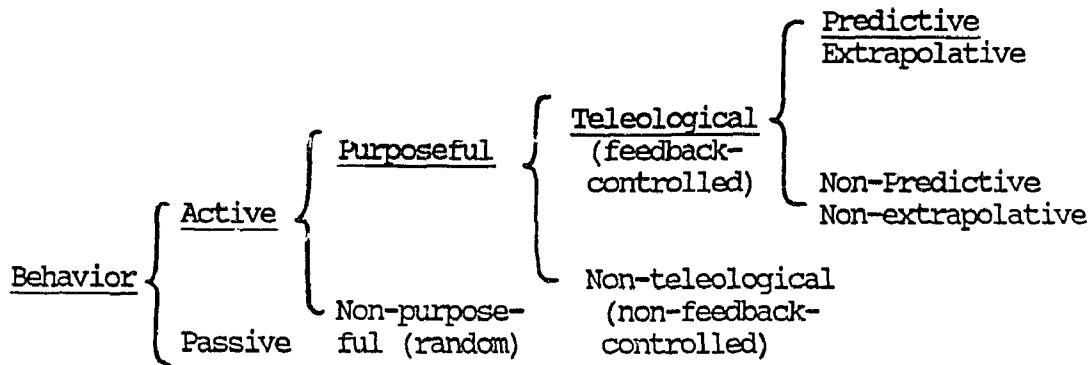 Predictive
Extrapolative
Teleological
(feedback-
controlled)
Purposeful
Non-Predictive
Non-extrapolative
Active
Behavior
Non-teleological
(non-feedback-
controlled)
Non-purpose-
ful (random)
Passive